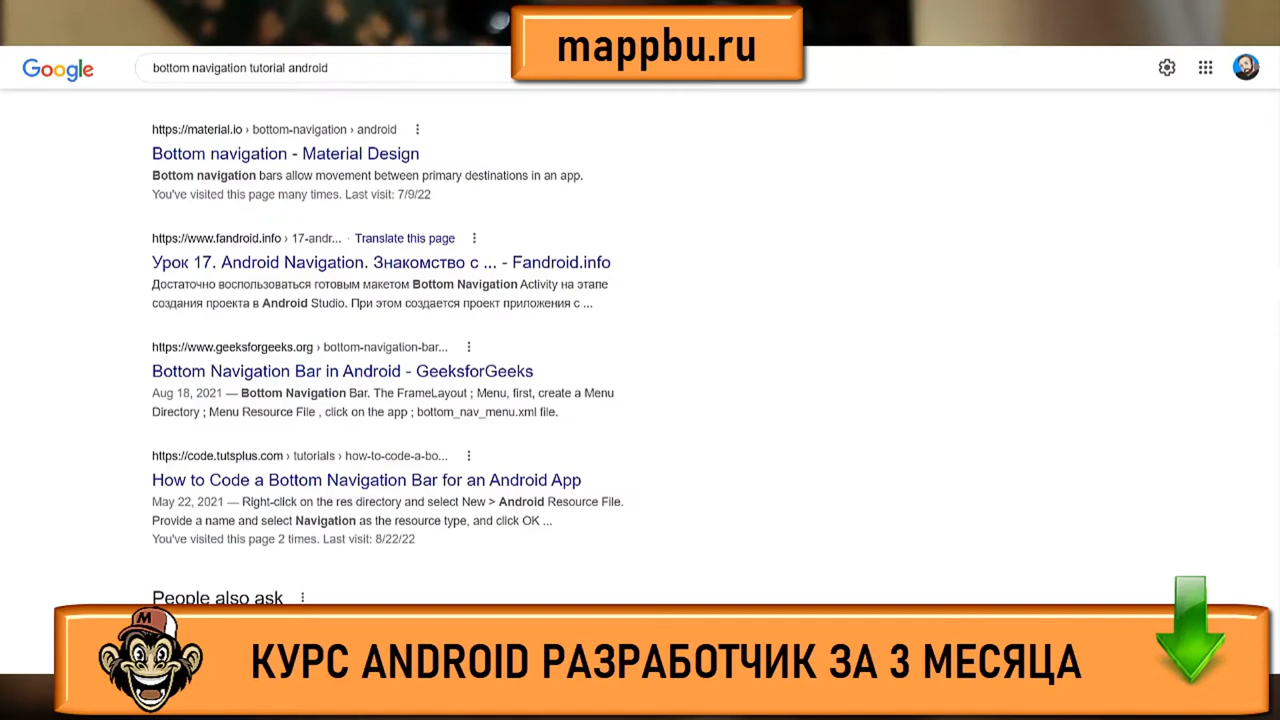 mappbu.ru
Google
bottom navigation tutorial android
https://material.io › bottom-navigation › android
Bottom navigation - Material Design
Bottom navigation bars allow movement between primary destinations in an app.
You've visited this page many times. Last visit: 7/9/22
https://www.fandroid.info › 17-andr... · Translate this page
Урок 17. Android Navigation. Знакомство с ... - Fandroid.info
Достаточно воспользоваться готовым макетом Bottom Navigation Activity на этапе
создания проекта в Android Studio. При этом создается проект приложения с ...
https://www.geeksforgeeks.org › bottom-navigation-bar...
Bottom Navigation Bar in Android - GeeksforGeeks
Aug 18, 2021 — Bottom Navigation Bar. The FrameLayout ; Menu, first, create a Menu
Directory ; Menu Resource File , click on the app ; bottom_nav_menu.xml file.
https://code.tutsplus.com › tutorials › how-to-code-a-bo...
How to Code a Bottom Navigation Bar for an Android App
May 22, 2021 — Right-click on the res directory and select New > Android Resource File.
Provide a name and select Navigation as the resource type, and click OK ...
You've visited this page 2 times. Last visit: 8/22/22
People also ask
M
КУРС ANDROID РАЗРАБОТЧИК ЗА 3 МЕСЯЦА